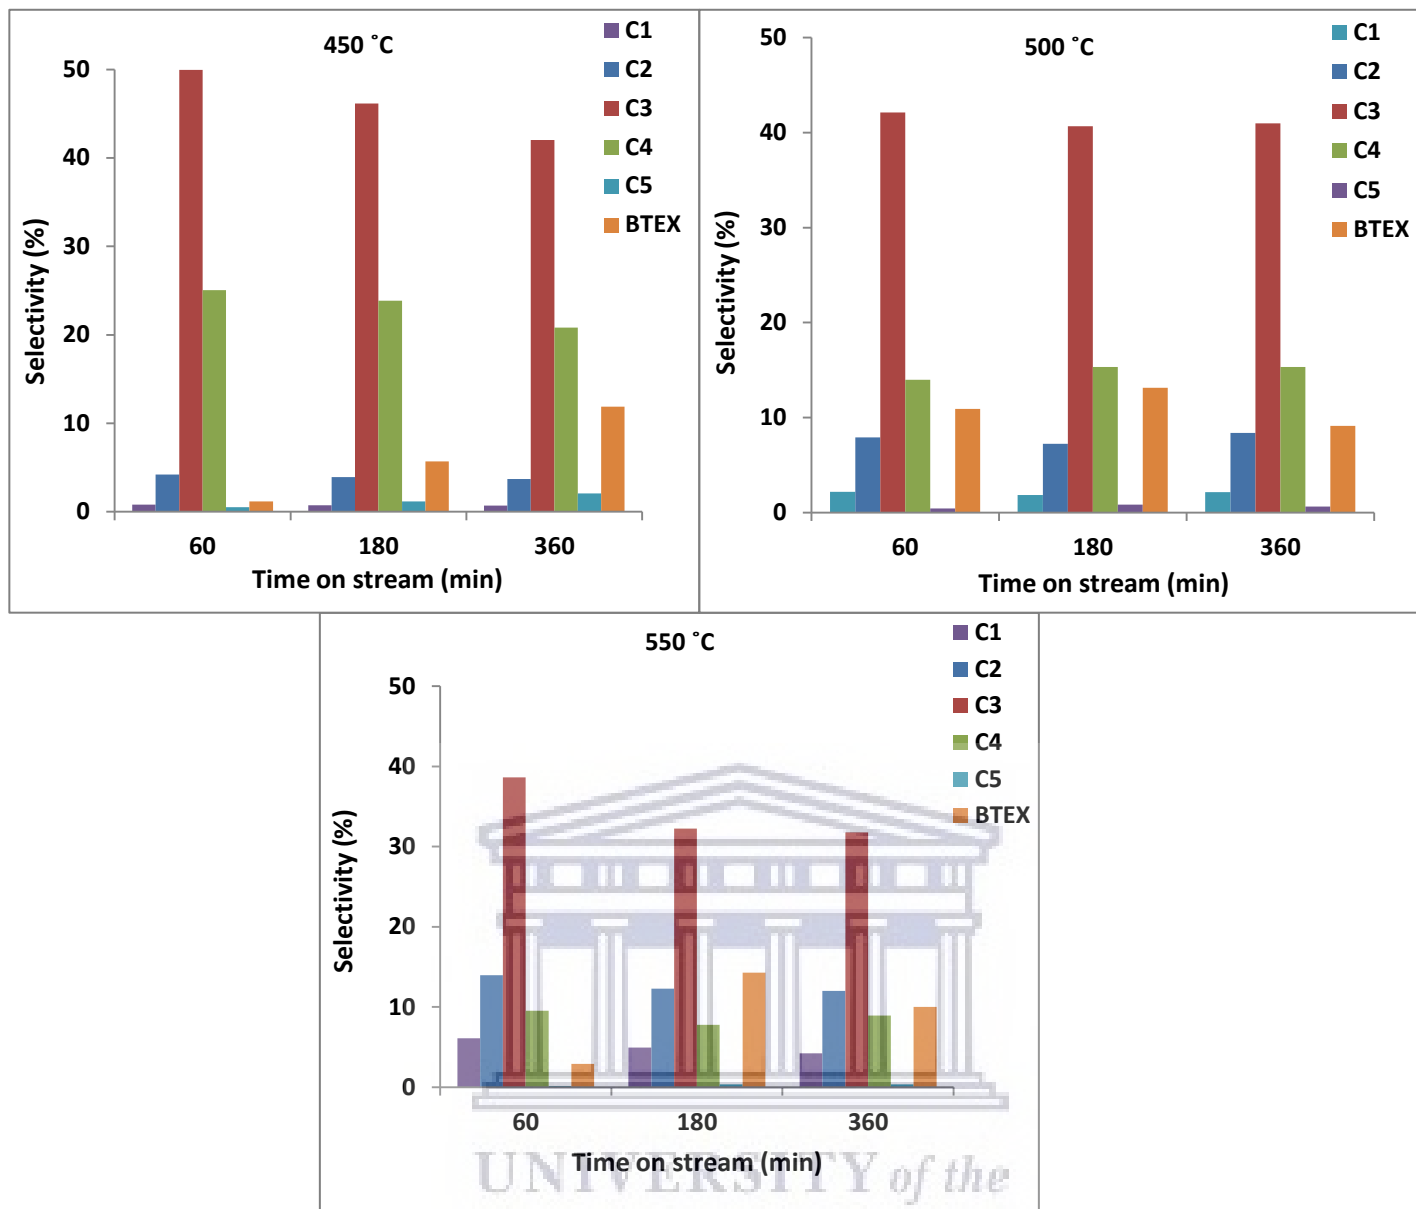 450 ˚C
C1
C2
C3
C4
C5
BTEX
50
40
30
20
10
0
Selectivity (%)
60 180 360
Time on stream (min)
500 ˚C
C1
C2
C3
C4
C5
BTEX
50
40
30
20
10
0
Selectivity (%)
60 180 360
Time on stream (min)
550 ˚C
C1
C2
C3
C4
C5
BTEX
50
40
30
20
10
0
Selectivity (%)
60 180 360
Time on stream (min)
UNIVERSITY of the